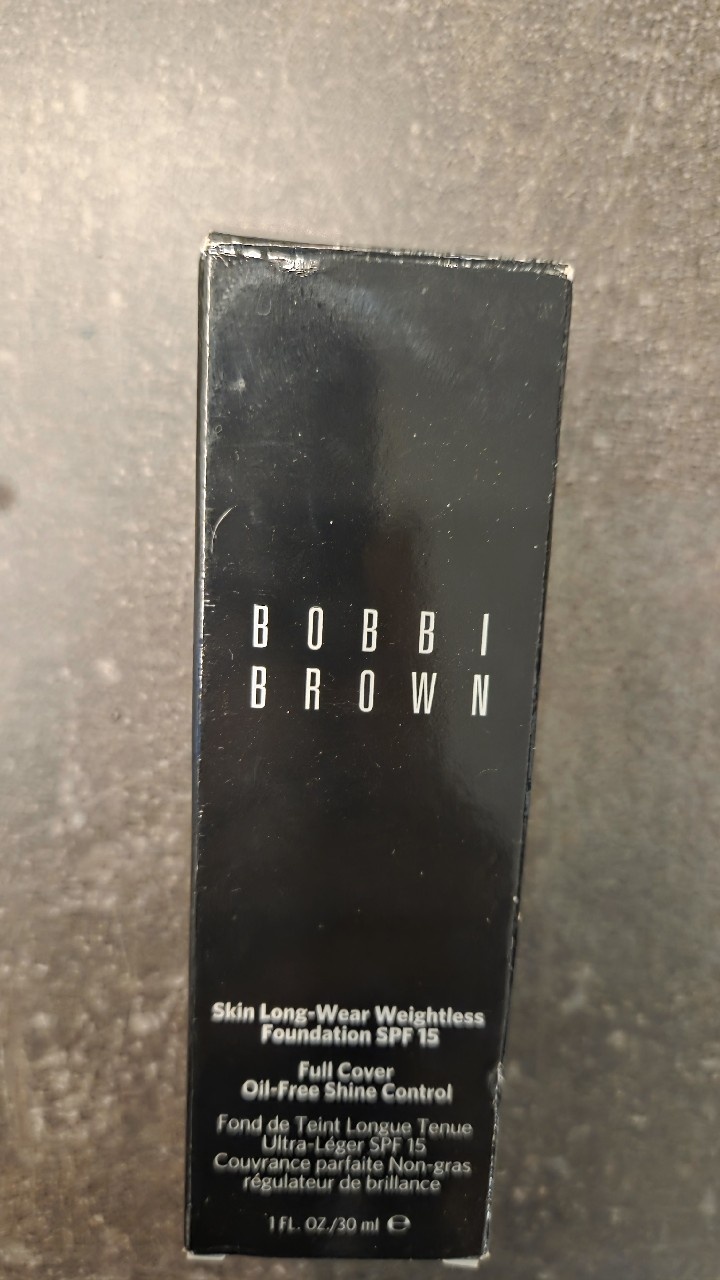 BOBBI
BROWN
Skin Long-Wear Weightless
Foundation SPF 15
Full Cover
Oil-Free Shine Control
Fond de Teint Longue Tenue
Ultra-Léger SPF 15
Couvrance parfaite Non-gras
régulateur de brillance
1 FL. OZ./30 ml ℮